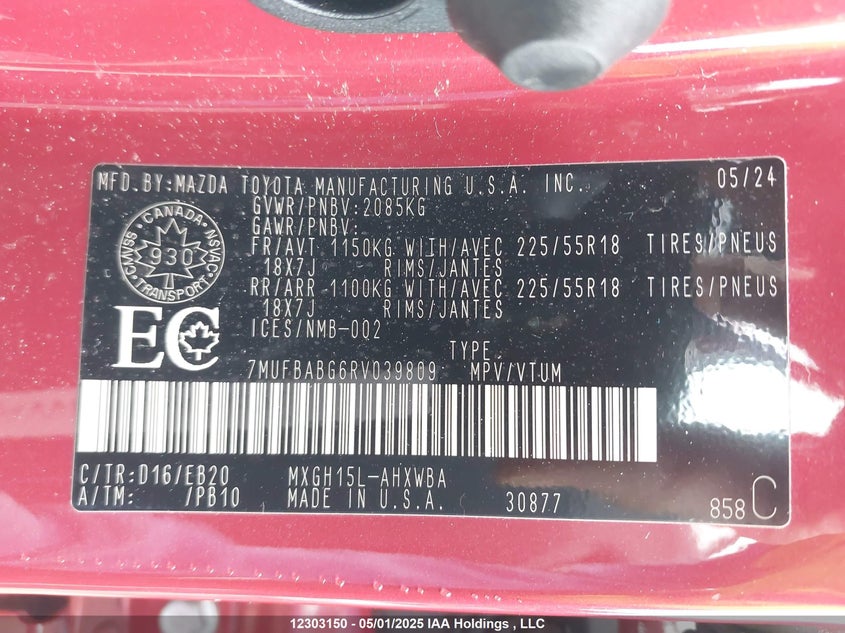 MFD.BY:MAZDA TOYOTA MANUFACTURING U.S.A. INC. 05/24
GVWR/PNBV:2085KG
GAWR/PNBV:
FR/AVT 1150KG WITH/AVEC 225/55R18 TIRES/PNEUS
18X7J RIMS/JANTES
RR/ARR 1100KG WITH/AVEC 225/55R18 TIRES/PNEUS
18X7J RIMS/JANTES
ICES/NMB-002
CANADA
CMVSS
930
NSVAC
TRANSPORT
EC
TYPE.
7MUFBABG6RV039809 MPV/VTUM
C/TR:D16/EB20 MXGH15L-AHXWBA
A/TM: /PB10 MADE IN U.S.A. 30877 858C
12303150 - 05/01/2025 IAA Holdings , LLC